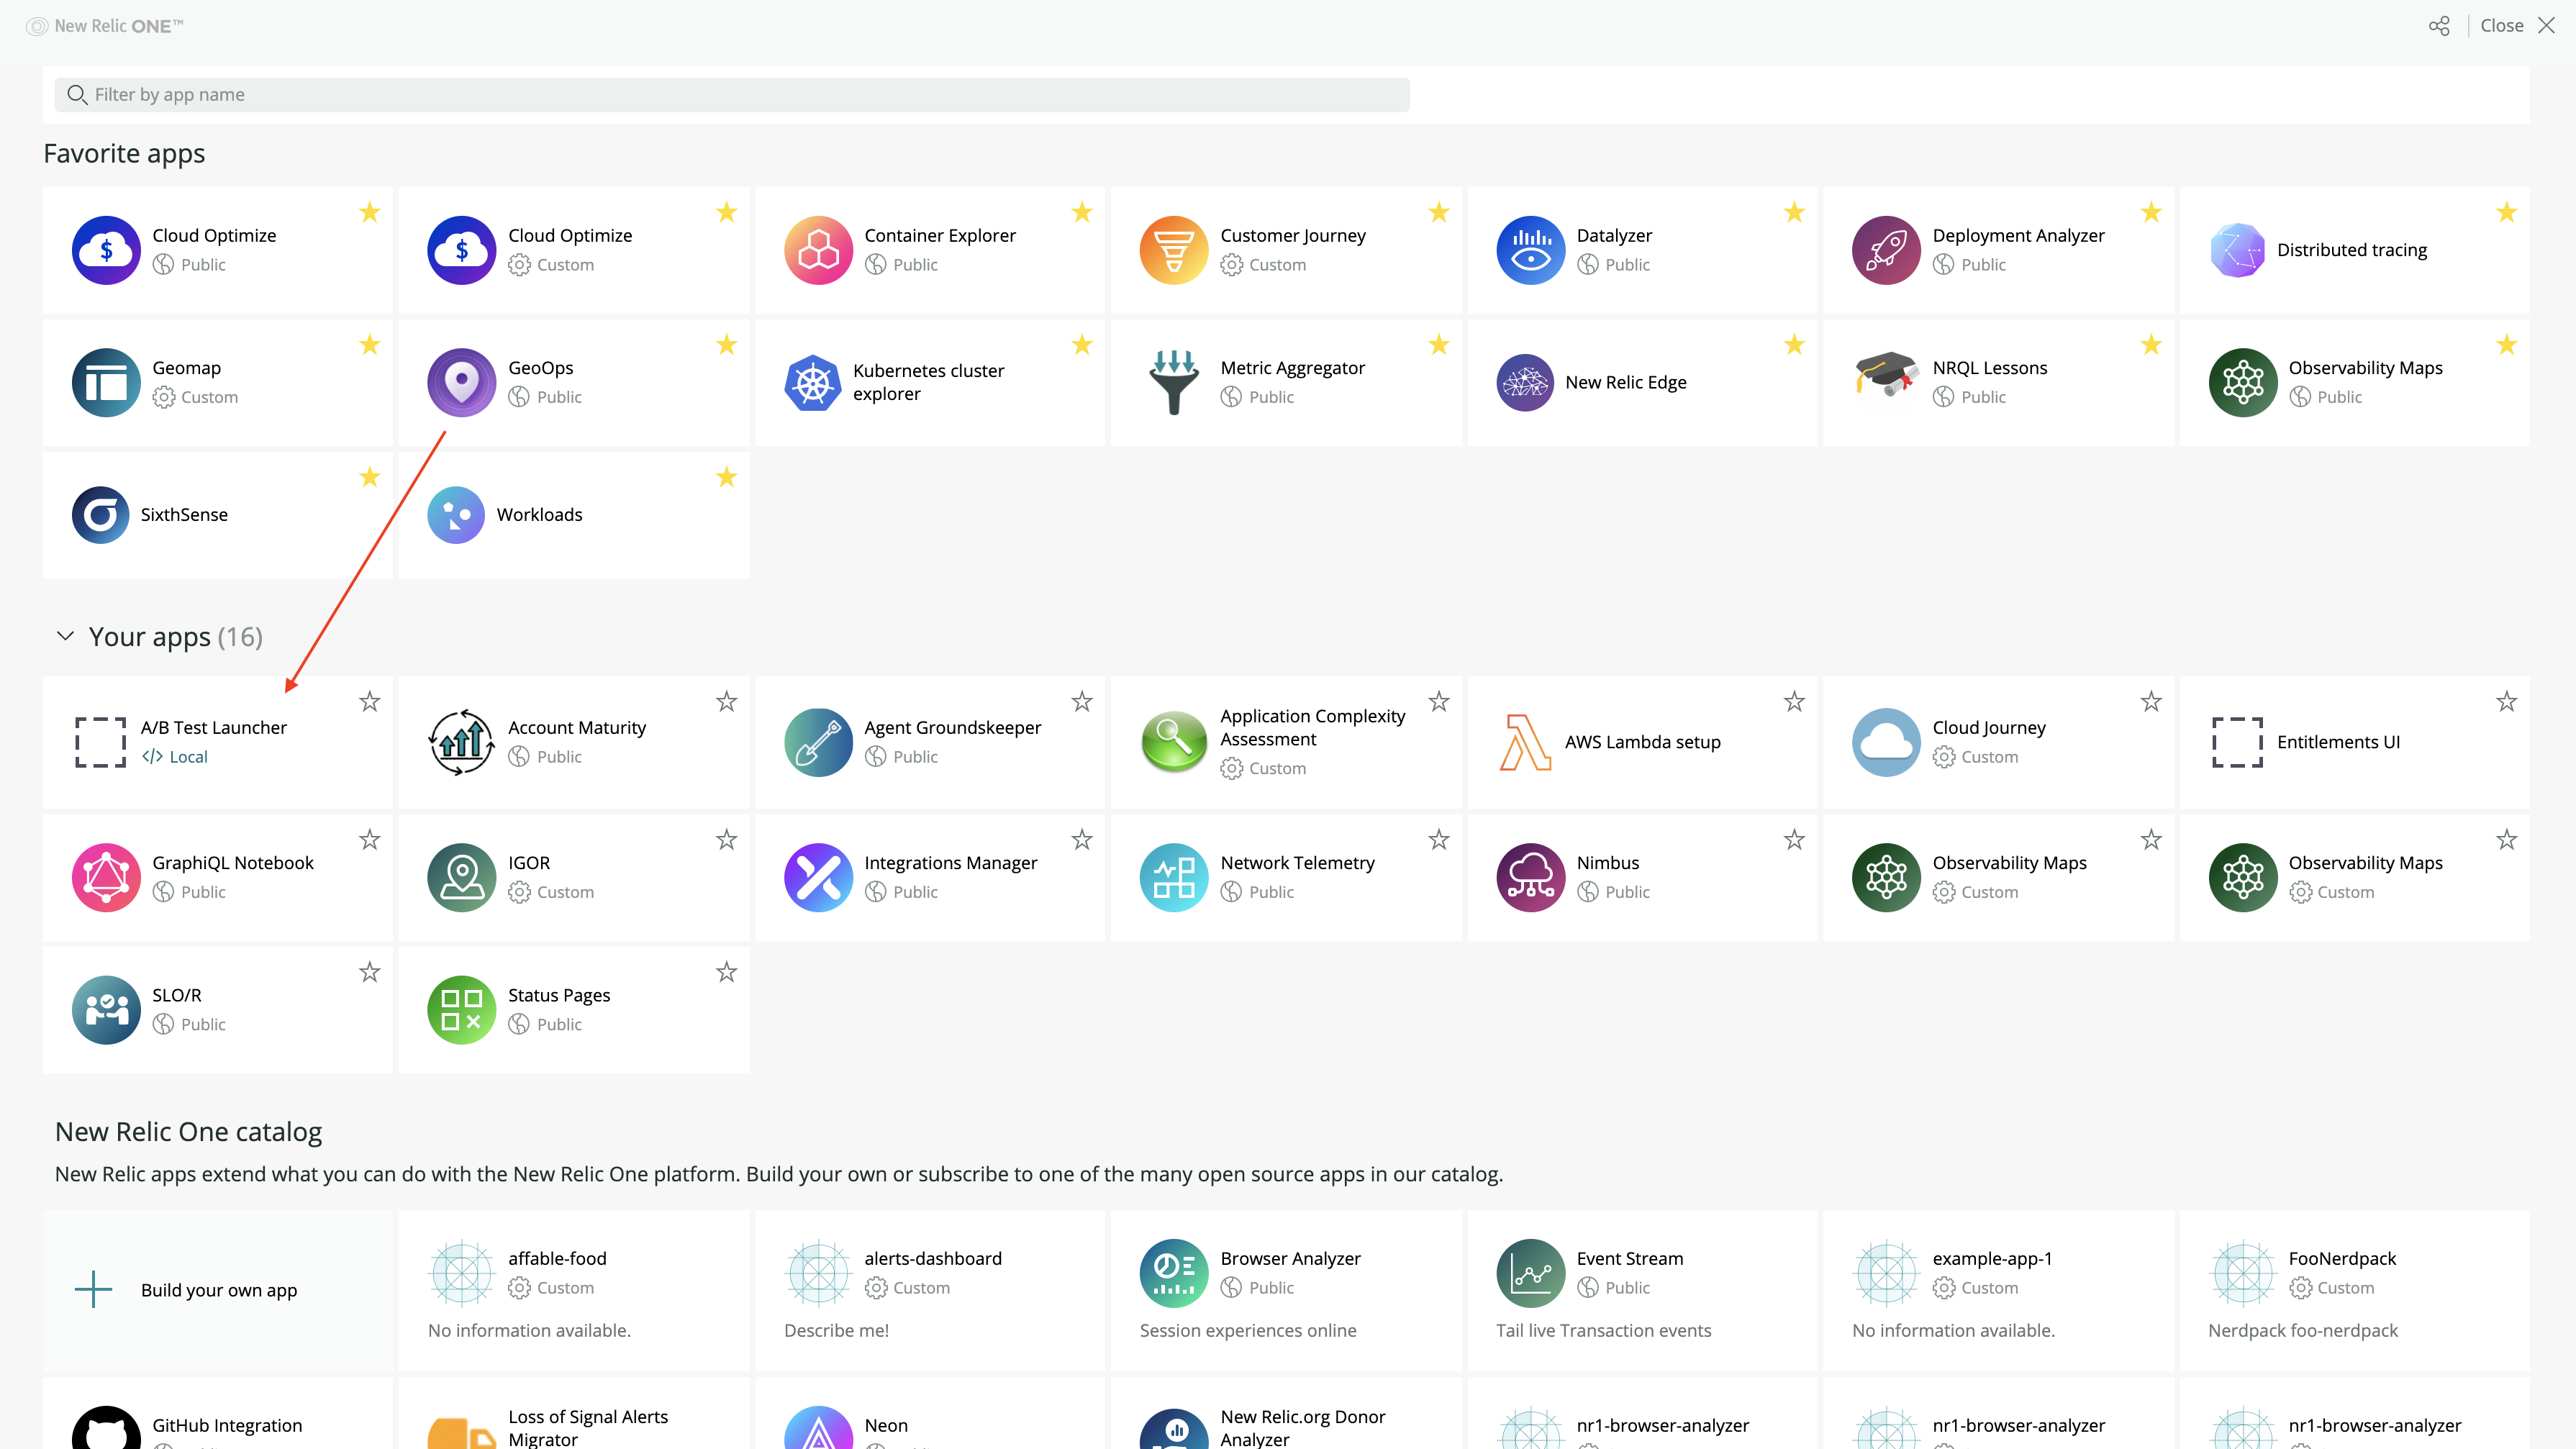 New Relic ONE™
Close
Filter by app name
Favorite apps
Cloud Optimize
Public
Cloud Optimize
Custom
Container Explorer
Public
Customer Journey
Custom
Datalyzer
Public
Deployment Analyzer
Public
Distributed tracing
Geomap
Custom
GeoOps
Public
Kubernetes cluster
explorer
Metric Aggregator
Public
New Relic Edge
NRQL Lessons
Public
Observability Maps
Public
SixthSense
Workloads
Your apps (16)
A/B Test Launcher
</> Local
Account Maturity
Public
Agent Groundskeeper
Public
Application Complexity
Assessment
Custom
AWS Lambda setup
Cloud Journey
Custom
Entitlements UI
GraphiQL Notebook
Public
IGOR
Custom
Integrations Manager
Public
Network Telemetry
Public
Nimbus
Public
Observability Maps
Custom
Observability Maps
Custom
SLO/R
Public
Status Pages
Public
New Relic One catalog
New Relic apps extend what you can do with the New Relic One platform. Build your own or subscribe to one of the many open source apps in our catalog.
Build your own app
affable-food
Custom
No information available.
alerts-dashboard
Custom
Describe me!
Browser Analyzer
Public
Session experiences online
Event Stream
Public
Tail live Transaction events
example-app-1
Custom
No information available.
FooNerdpack
Custom
Nerdpack foo-nerdpack
GitHub Integration
Loss of Signal Alerts
Migrator
Neon
New Relic.org Donor
Analyzer
nr1-browser-analyzer
nr1-browser-analyzer
nr1-browser-analyzer